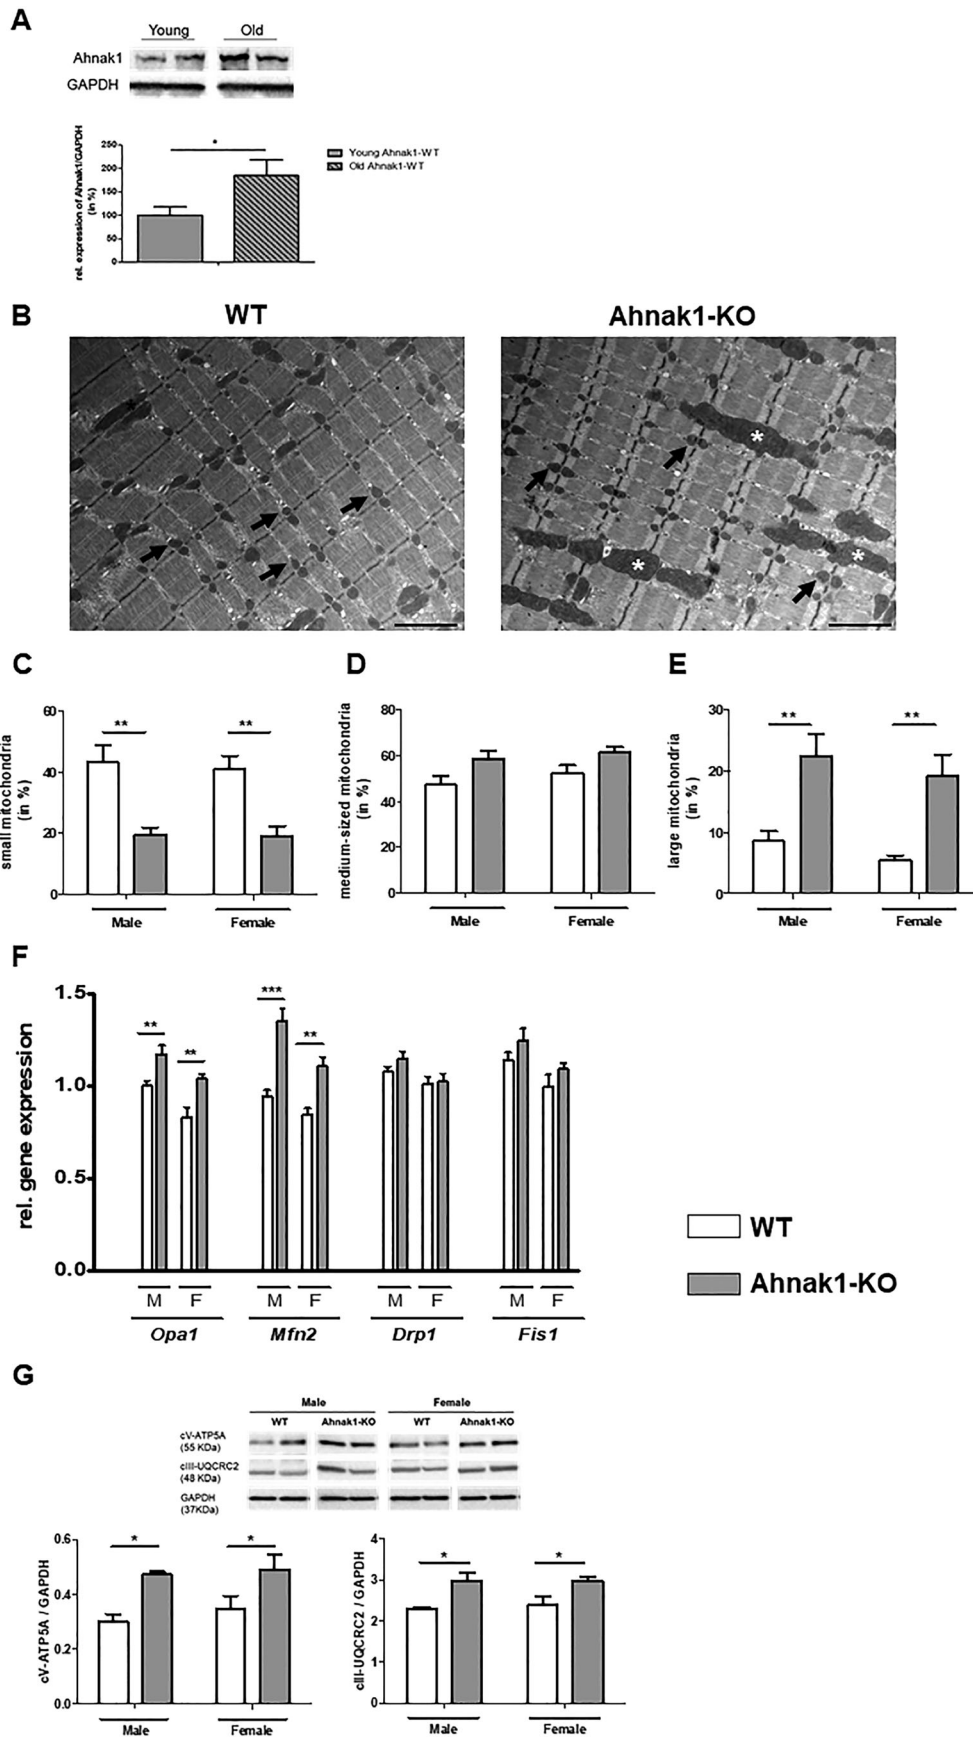 A
Young Old
Ahnak1
GAPDH
rel. expression of Ahnak1/GAPDH
(in %)
250
200
150
100
50
0
*
Young Ahnak1-WT
Old Ahnak1-WT
B
WT Ahnak1-KO
* * *
C D E
small mitochondria
(in %)
60
40
20
0
** **
Male Female
medium-sized mitochondria
(in %)
80
60
40
20
0
Male Female
large mitochondria
(in %)
30
20
10
0
** **
Male Female
F
rel. gene expression
1.5
1.0
0.5
0.0
** ** *** **
M F M F M F M F
Opa1 Mfn2 Drp1 Fis1
WT
Ahnak1-KO
G
Male Female
WT Ahnak1-KO WT Ahnak1-KO
cV-ATP5A
(55 KDa)
cIII-UQCRC2
(48 KDa)
GAPDH
(37KDa)
cV-ATP5A / GAPDH
0.6
0.4
0.2
0.0
* *
Male Female
cIII-UQCRC2 / GAPDH
4
3
2
1
0
* *
Male Female